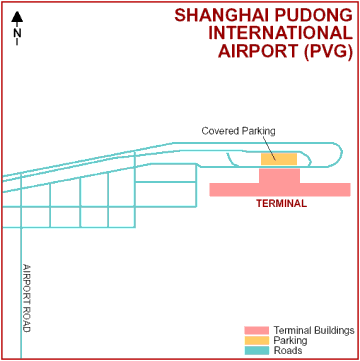 SHANGHAI PUDONG
INTERNATIONAL
AIRPORT (PVG)
N
Covered Parking
TERMINAL
AIRPORT ROAD
Terminal Buildings
Parking
Roads